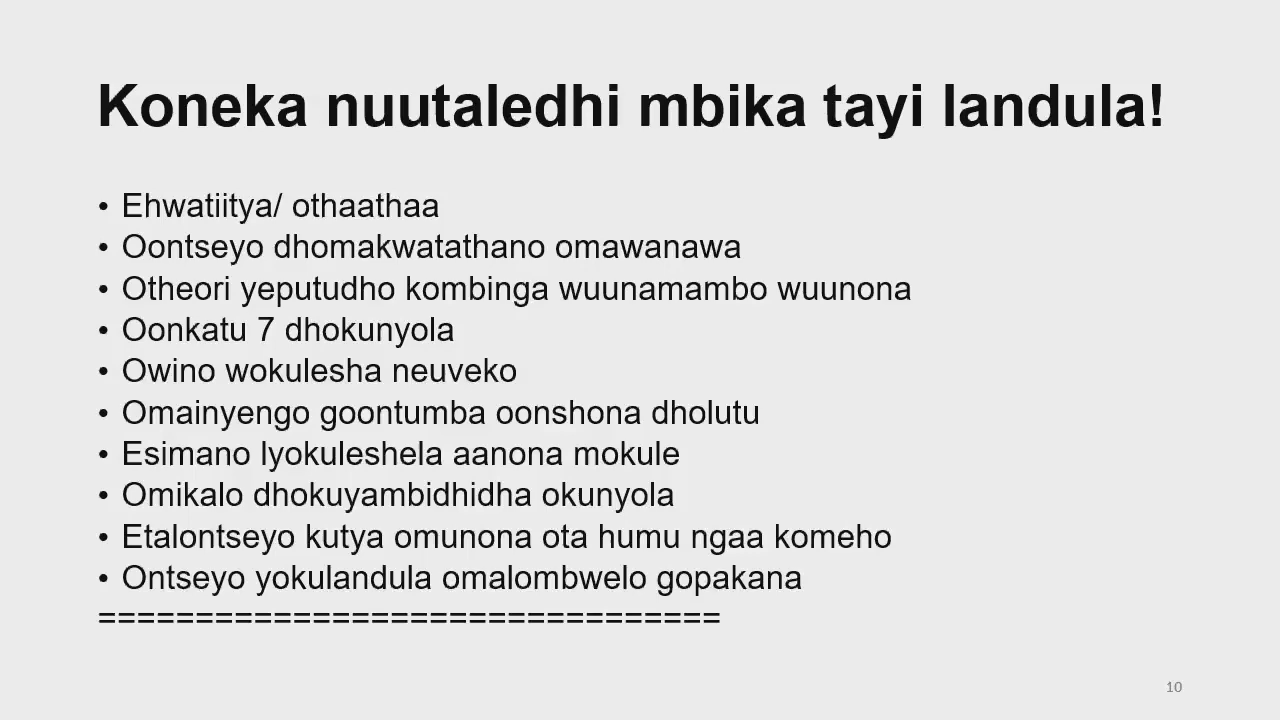 Koneka nuutaledhi mbika tayi landula!
• Ehwatiitya/ othaathaa
• Oontseyo dhomakwatathano omawanawa
• Otheori yeputudho kombinga wuunamambo wuunona
• Oonkatu 7 dhokunyola
• Owino wokulesha neuveko
• Omainyengo goontumba oonshona dholutu
• Esimano lyokuleshela aanona mokule
• Omikalo dhokuyambidhidha okunyola
• Etalontseyo kutya omunona ota humu ngaa komeho
• Ontseyo yokulandula omalombwelo gopakana
================================
10